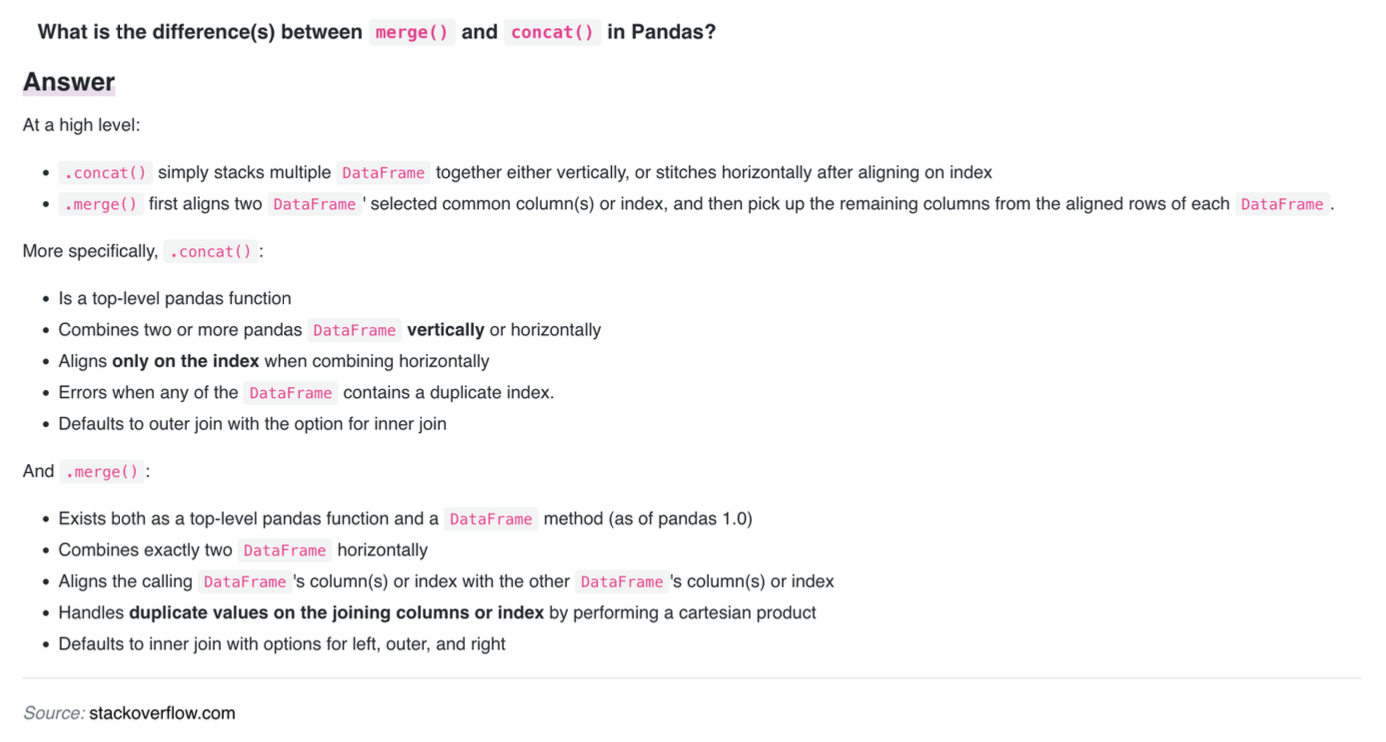 What is the difference(s) between merge() and concat() in Pandas?
Answer
At a high level:
.concat() simply stacks multiple DataFrame together either vertically, or stitches horizontally after aligning on index
.merge() first aligns two DataFrame ' selected common column(s) or index, and then pick up the remaining columns from the aligned rows of each DataFrame .
More specifically, .concat() :
Is a top-level pandas function
Combines two or more pandas DataFrame vertically or horizontally
Aligns only on the index when combining horizontally
Errors when any of the DataFrame contains a duplicate index.
Defaults to outer join with the option for inner join
And .merge() :
Exists both as a top-level pandas function and a DataFrame method (as of pandas 1.0)
Combines exactly two DataFrame horizontally
Aligns the calling DataFrame 's column(s) or index with the other DataFrame 's column(s) or index
Handles duplicate values on the joining columns or index by performing a cartesian product
Defaults to inner join with options for left, outer, and right
Source: stackoverflow.com